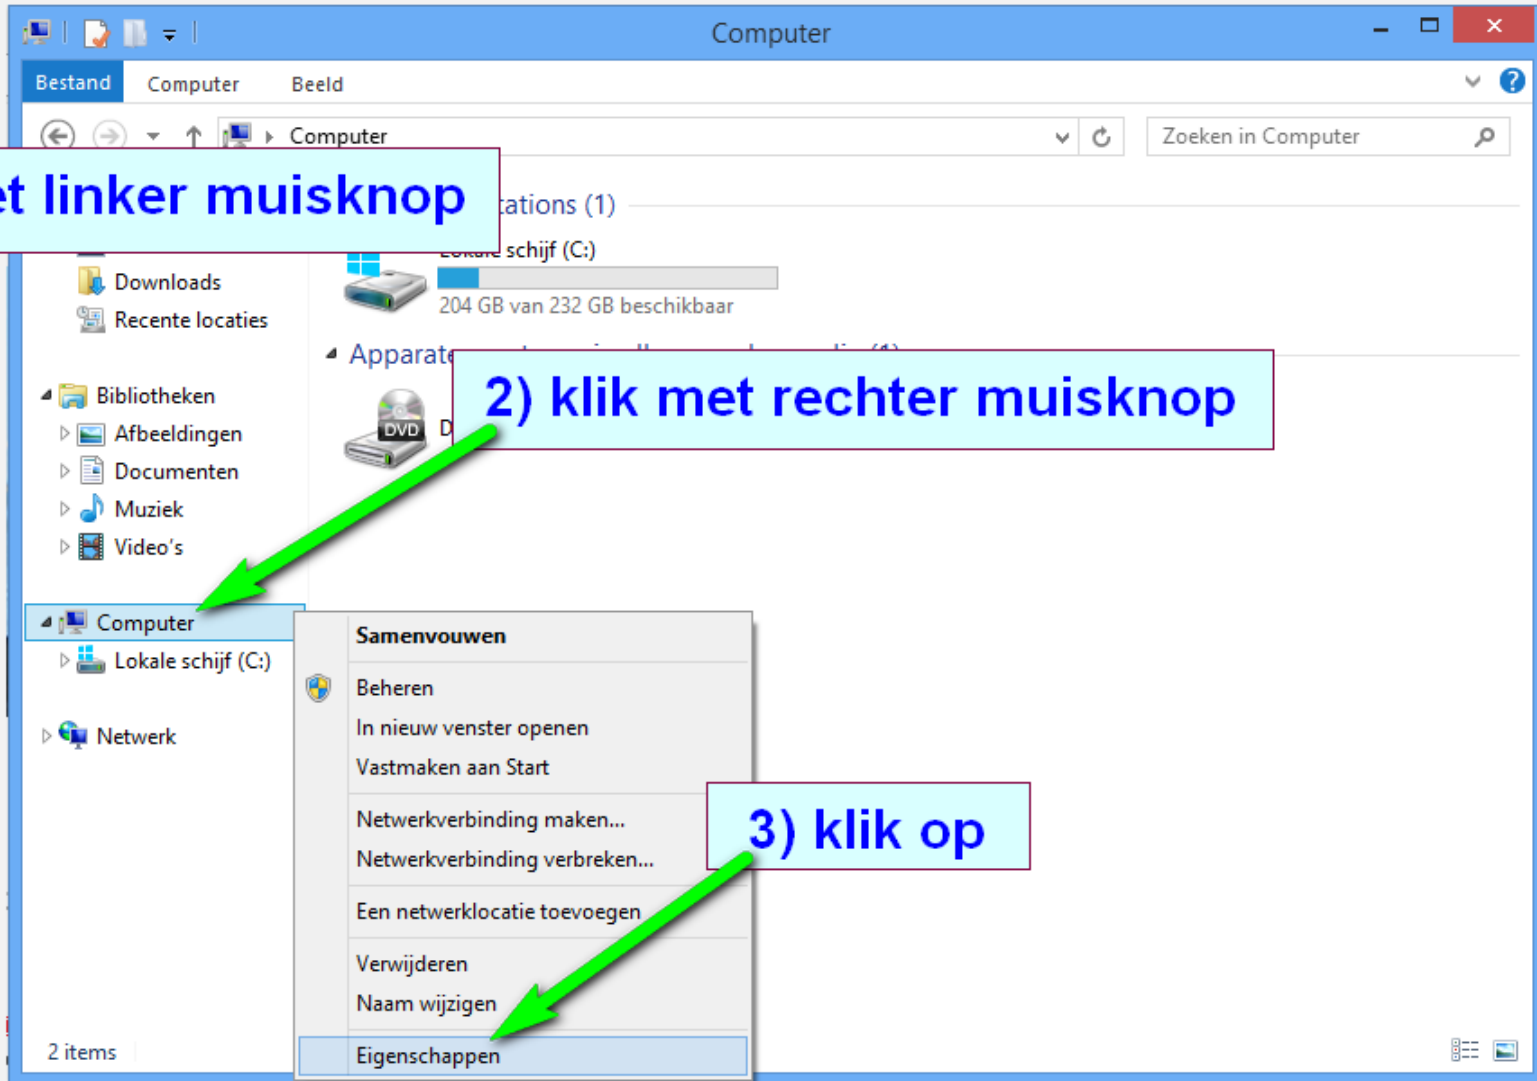 Computer
Bestand Computer Beeld
Computer
Zoeken in Computer
linker muisknop
(1)
schijf (C:)
204 GB van 232 GB beschikbaar
Downloads
Recente locaties
2) klik met rechter muisknop
DVD
Bibliotheken
Afbeeldingen
Documenten
Muziek
Video's
Computer
Lokale schijf (C:)
Netwerk
Samenvouwen
Beheren
In nieuw venster openen
Vastmaken aan Start
Netwerkverbinding maken...
Netwerkverbinding verbreken...
3) klik op
Een netwerklocatie toevoegen
Verwijderen
Naam wijzigen
Eigenschappen
2 items